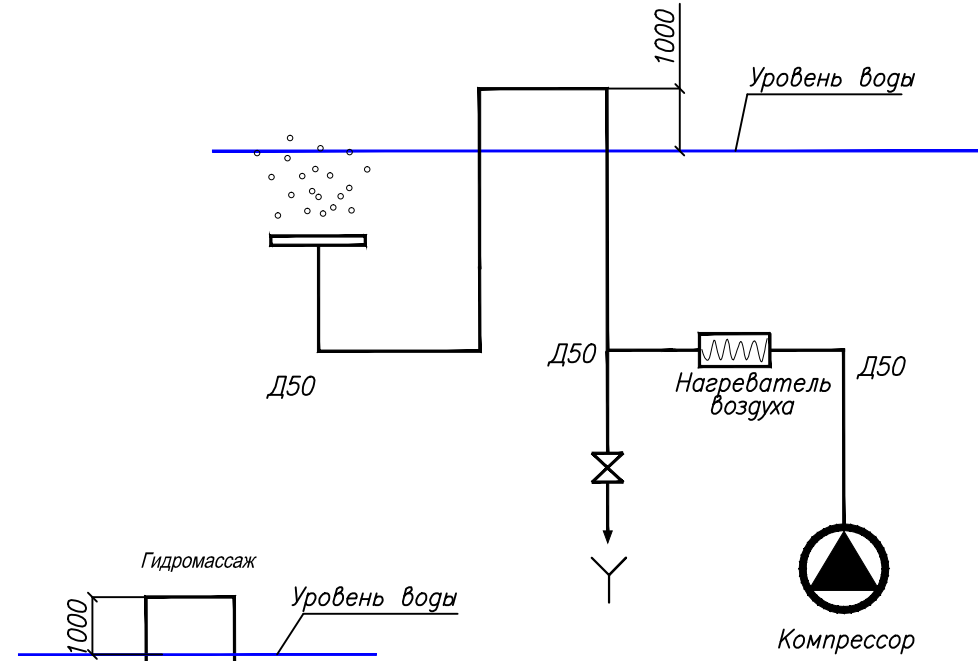 1000
Уровень воды
Д50
Д50
Д50
Нагреватель
воздуха
Гидромассаж
1000
Уровень воды
Компрессор